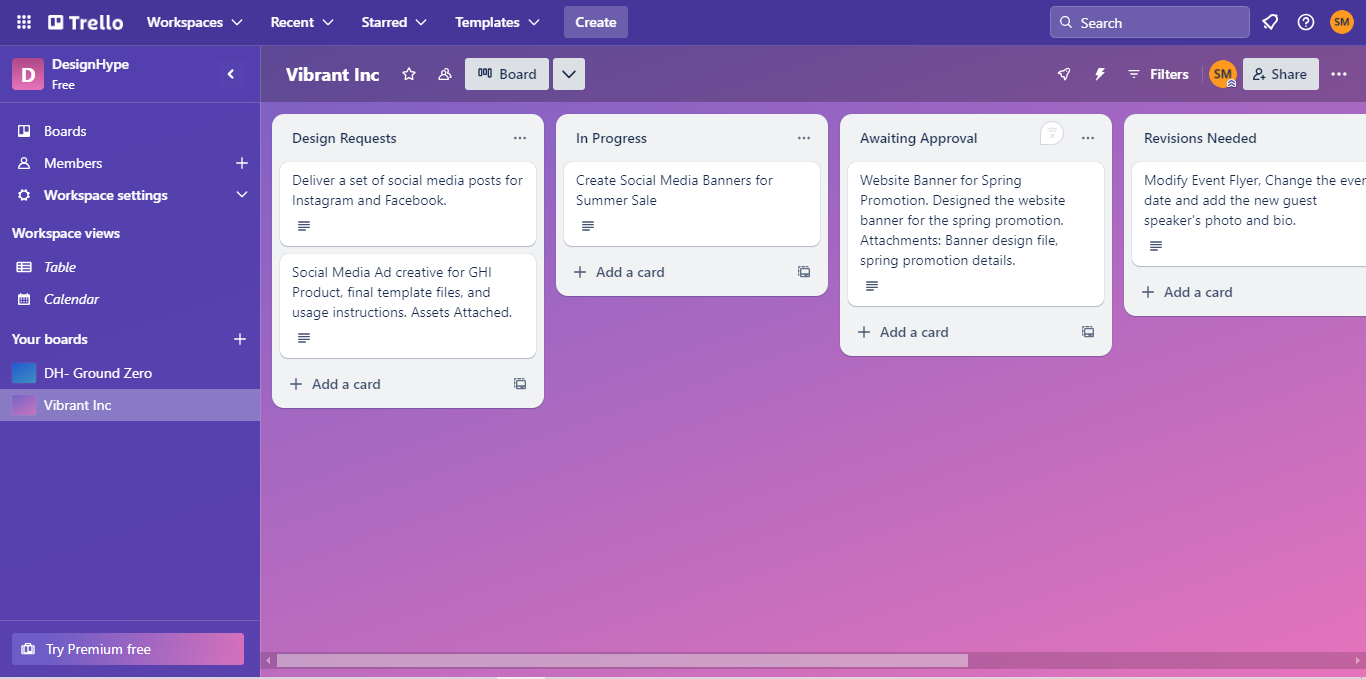 Trello Workspaces Recent Starred Templates Create Search SM
D DesignHype
Free
Boards
Members
Workspace settings
Workspace views
Table
Calendar
Your boards
DH- Ground Zero
Vibrant Inc
Try Premium free
Vibrant Inc Board Filters SM Share
Design Requests
Deliver a set of social media posts for
Instagram and Facebook.
Social Media Ad creative for GHI
Product, final template files, and
usage instructions. Assets Attached.
Add a card
In Progress
Create Social Media Banners for
Summer Sale
Add a card
Awaiting Approval
Website Banner for Spring
Promotion. Designed the website
banner for the spring promotion.
Attachments: Banner design file,
spring promotion details.
Add a card
Revisions Needed
Modify Event Flyer, Change the ever
date and add the new guest
speaker's photo and bio.
Add a card